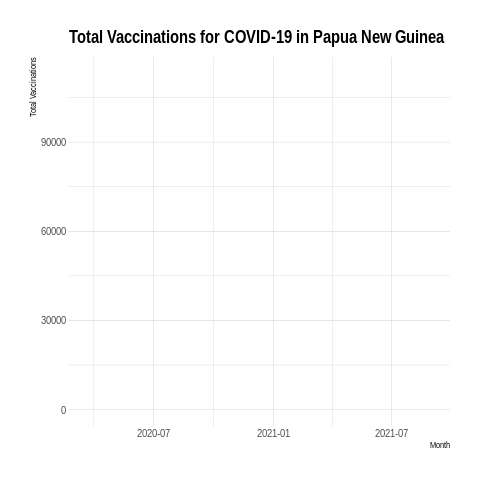 Total Vaccinations for COVID-19 in Papua New Guinea
Total Vaccinations
90000
60000
30000
0
2020-07 2021-01 2021-07
Month